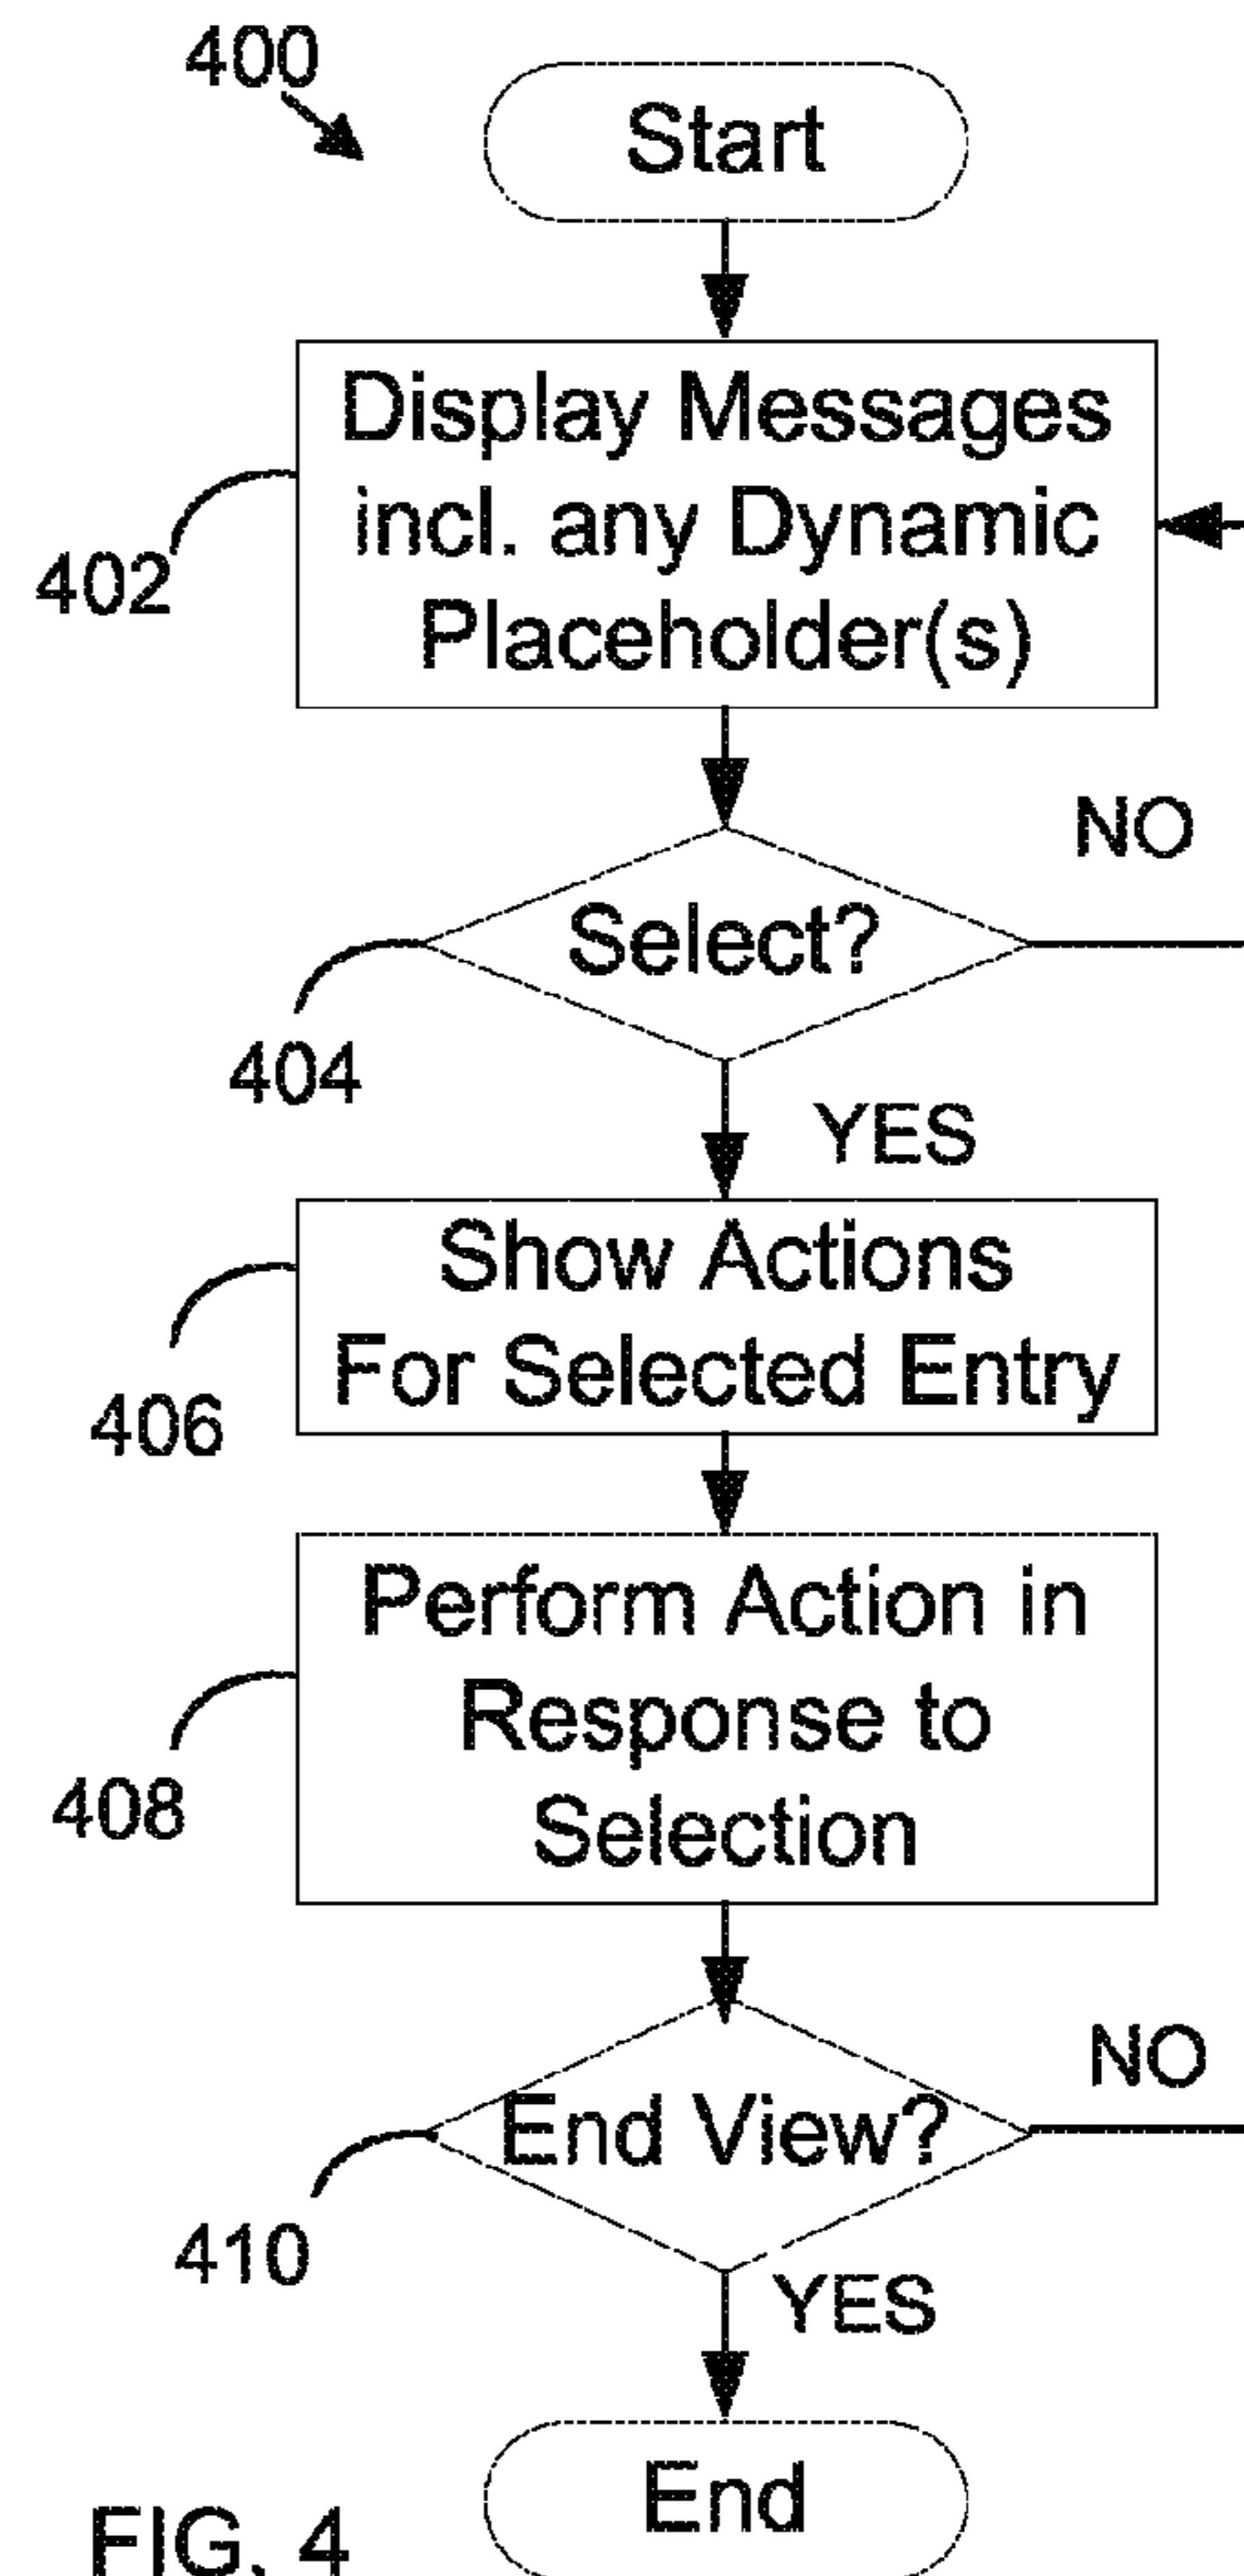 400
Start
Display Messages
incl. any Dynamic
Placeholder(s)
402
NO
Select?
404
YES
Show Actions
For Selected Entry
406
Perform Action in
Response to
Selection
408
NO
End View?
410
YES
End
FIG. 4